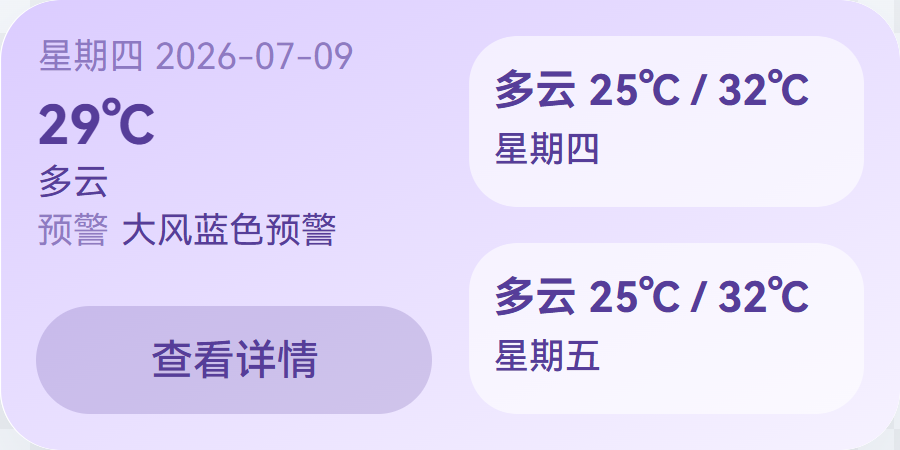 星期四 2026-07-09
29℃
多云
预警 大风蓝色预警
查看详情
多云 25℃ / 32℃
星期四
多云 25℃ / 32℃
星期五